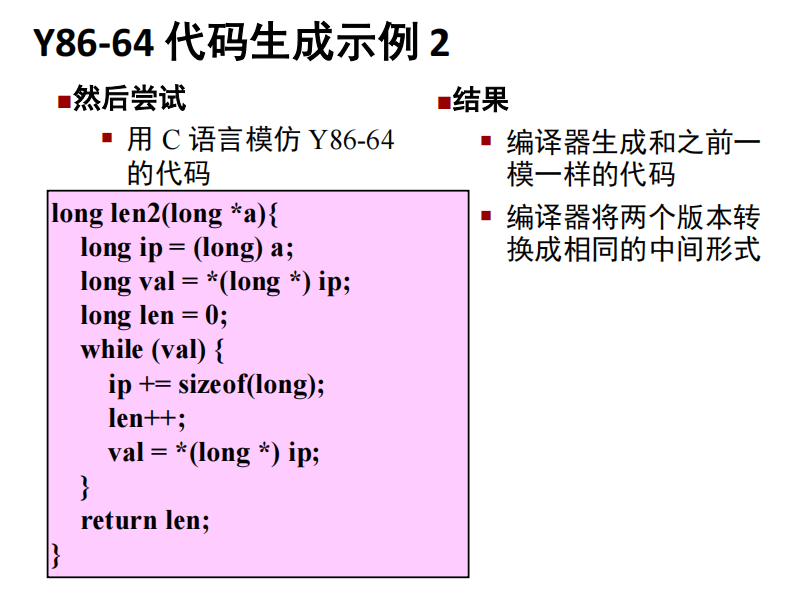 Y86-64 代码生成示例 2
■然后尝试
▪ 用 C 语言模仿 Y86-64
的代码
long len2(long *a){
    long ip = (long) a;
    long val = *(long *) ip;
    long len = 0;
    while (val) {
        ip += sizeof(long);
        len++;
        val = *(long *) ip;
    }
    return len;
}
■结果
▪ 编译器生成和之前一
模一样的代码
▪ 编译器将两个版本转
换成相同的中间形式